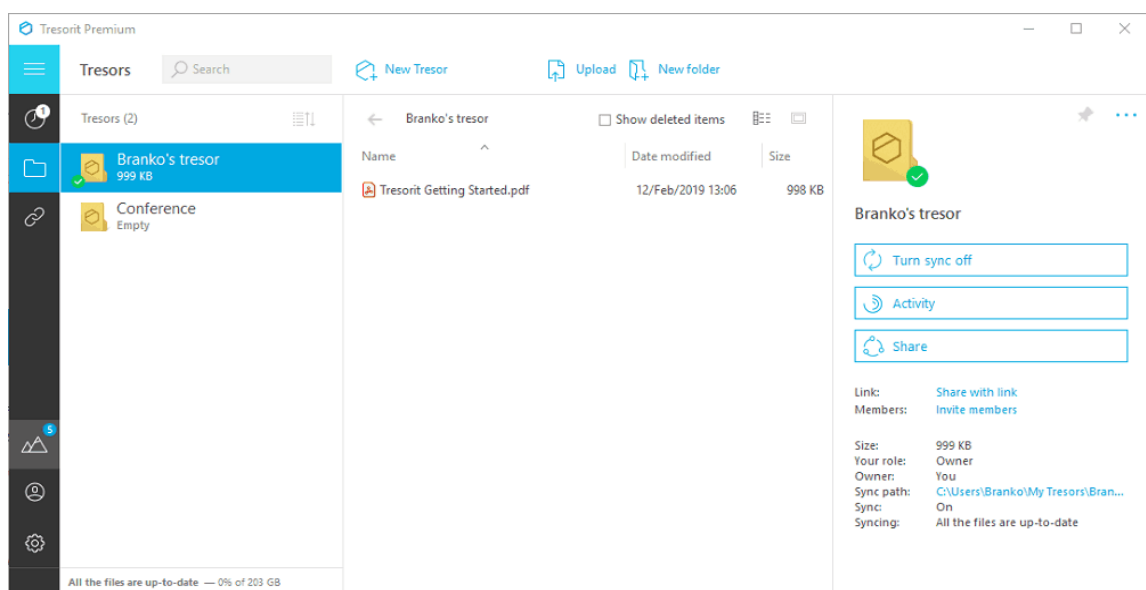 Tresorit Premium
Tresors
Search
New Tresor
Upload
New folder
1
Tresors (2)
Branko's tresor
999 KB
Conference
Empty
5
All the files are up-to-date — 0% of 203 GB
Branko's tresor
Show deleted items
Name Date modified Size
Tresorit Getting Started.pdf 12/Feb/2019 13:06 998 KB
Branko's tresor
Turn sync off
Activity
Share
Link: Share with link
Members: Invite members
Size: 999 KB
Your role: Owner
Owner: You
Sync path: C:\Users\Branko\My Tresors\Bran...
Sync: On
Syncing: All the files are up-to-date